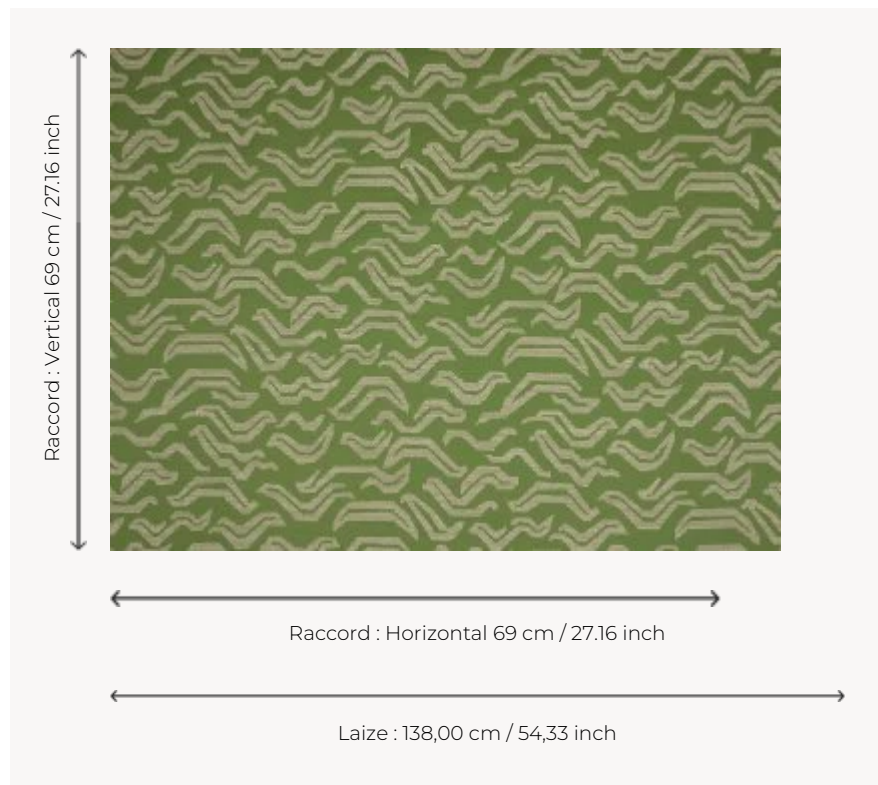 Raccord : Vertical 69 cm / 27.16 inch
Raccord : Horizontal 69 cm / 27.16 inch
Laize : 138,00 cm / 54,33 inch